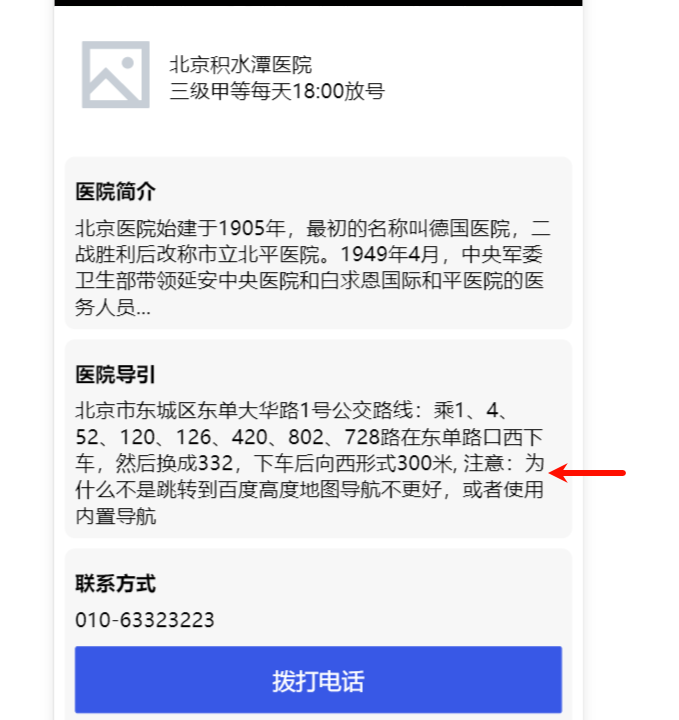 北京积水潭医院
三级甲等每天18:00放号
医院简介
北京医院始建于1905年，最初的名称叫德国医院，二
战胜利后改称市立北平医院。1949年4月，中央军委
卫生部带领延安中央医院和白求恩国际和平医院的医
务人员...
医院导引
北京市东城区东单大华路1号公交路线：乘1、4、
52、120、126、420、802、728路在东单路口西下
车，然后换成332，下车后向西形式300米, 注意：为
什么不是跳转到百度高度地图导航不更好，或者使用
内置导航
联系方式
010-63323223
拨打电话